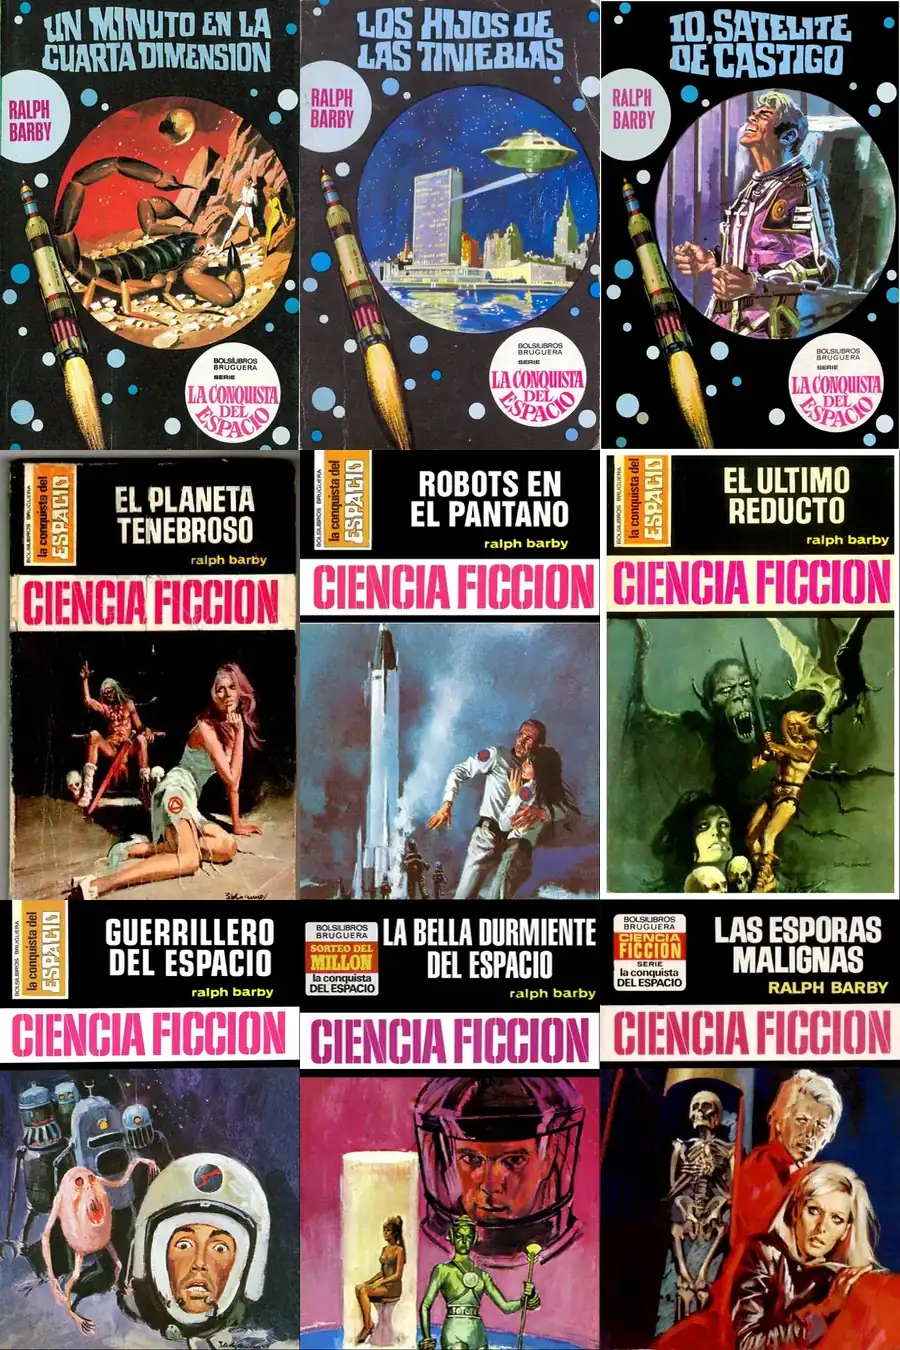 UN MINUTO EN LA
CUARTA DIMENSION
RALPH
BARBY
BOLSILIBROS
BRUGUERA
SERIE
LA CONQUISTA
DEL
ESPACIO
LOS HIJOS DE
LAS TINIEBLAS
RALPH
BARBY
BOLSILIBROS
BRUGUERA
SERIE
LA CONQUISTA
DEL
ESPACIO
IO, SATELITE
DE CASTIGO
RALPH
BARBY
BOLSILIBROS
BRUGUERA
SERIE
LA CONQUISTA
DEL
ESPACIO
BOLSILIBROS BRUGUERA
la conquista del
ESPACIO
EL PLANETA
TENEBROSO
ralph barby
CIENCIA FICCION
BOLSILIBROS BRUGUERA
la conquista del
ESPACIO
ROBOTS EN
EL PANTANO
ralph barby
CIENCIA FICCION
BOLSILIBROS BRUGUERA
la conquista del
ESPACIO
EL ULTIMO
REDUCTO
ralph barby
CIENCIA FICCION
BOLSILIBROS BRUGUERA
la conquista del
ESPACIO
GUERRILLERO
DEL ESPACIO
ralph barby
CIENCIA FICCION
BOLSILIBROS
BRUGUERA
SORTEO DEL
MILLON
la conquista
DEL ESPACIO
LA BELLA DURMIENTE
DEL ESPACIO
ralph barby
CIENCIA FICCION
BOLSILIBROS
BRUGUERA
CIENCIA
FICCION
SERIE
la conquista
DEL ESPACIO
LAS ESPORAS
MALIGNAS
RALPH BARBY
CIENCIA FICCION